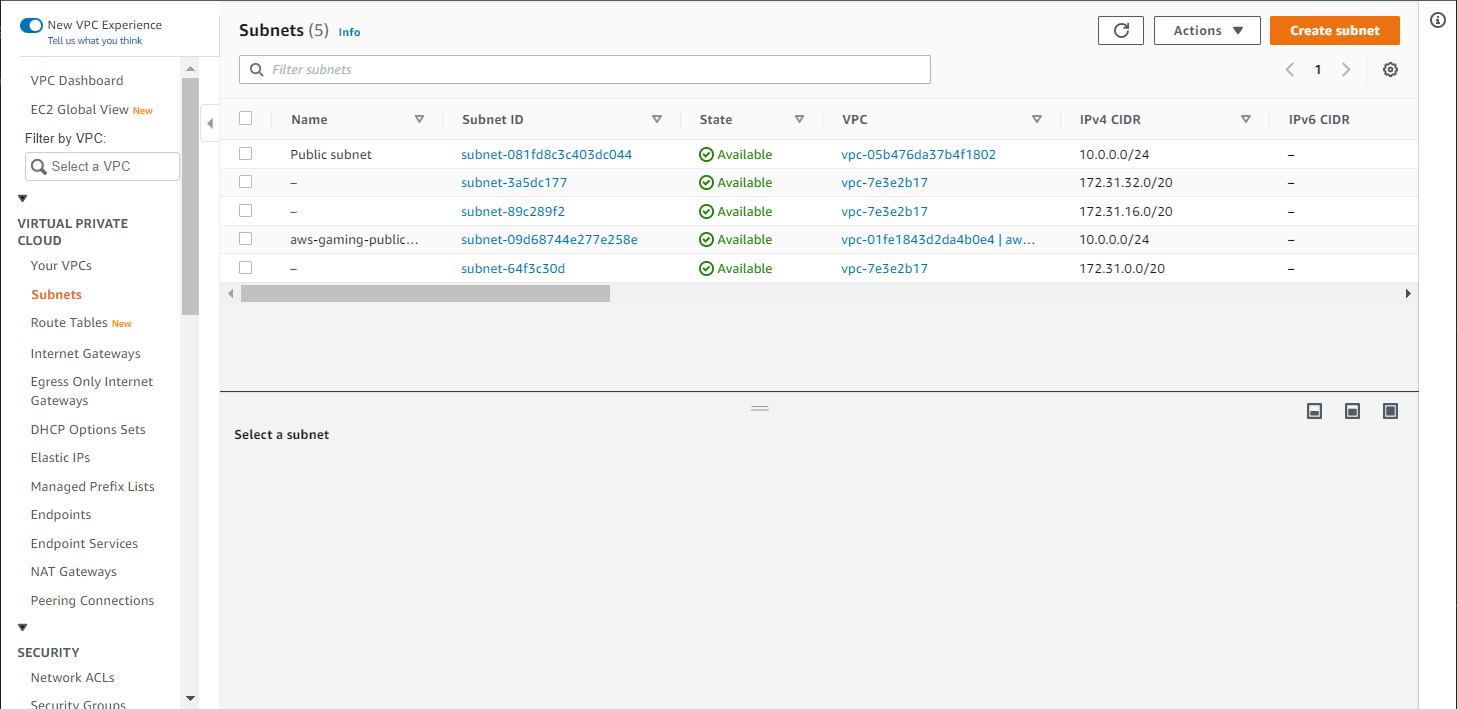 New VPC Experience
Tell us what you think
VPC Dashboard
EC2 Global View New
Filter by VPC:
Select a VPC
VIRTUAL PRIVATE
CLOUD
Your VPCs
Subnets
Route Tables New
Internet Gateways
Egress Only Internet
Gateways
DHCP Options Sets
Elastic IPs
Managed Prefix Lists
Endpoints
Endpoint Services
NAT Gateways
Peering Connections
SECURITY
Network ACLs
Security Groups
Subnets (5) Info
Actions
Create subnet
Filter subnets
1
Name Subnet ID State VPC IPv4 CIDR IPv6 CIDR
Public subnet subnet-081fd8c3c403dc044 Available vpc-05b476da37b4f1802 10.0.0.0/24 –
– subnet-3a5dc177 Available vpc-7e3e2b17 172.31.32.0/20 –
– subnet-89c289f2 Available vpc-7e3e2b17 172.31.16.0/20 –
aws-gaming-public... subnet-09d68744e277e258e Available vpc-01fe1843d2da4b0e4 | aw... 10.0.0.0/24 –
– subnet-64f3c30d Available vpc-7e3e2b17 172.31.0.0/20 –
Select a subnet